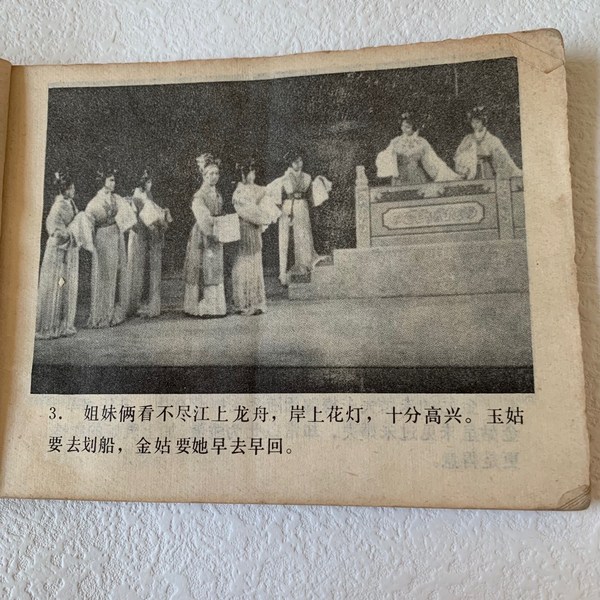 3. 姐妹俩看不尽江上龙舟，岸上花灯，十分高兴。玉姑
要去划船，金姑要她早去早回。